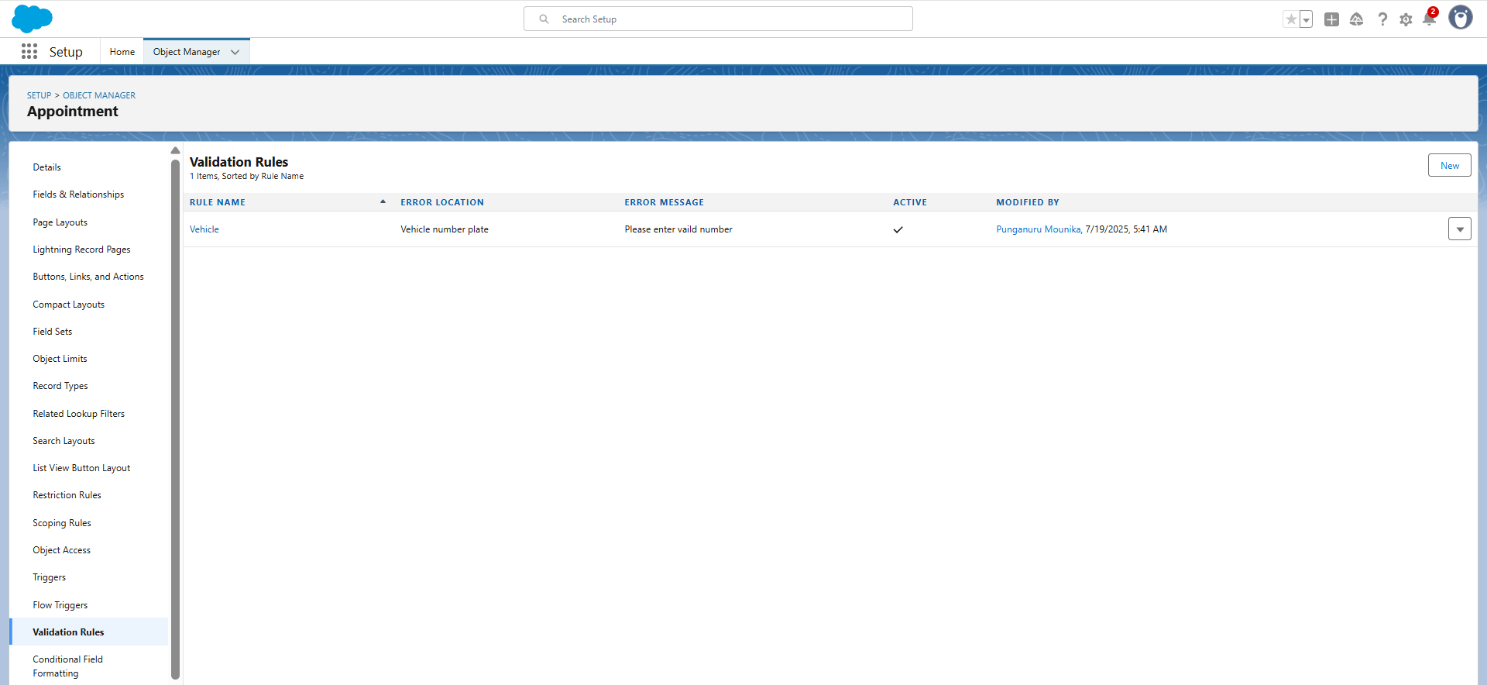 Search Setup
2
Setup
Home
Object Manager
SETUP > OBJECT MANAGER
Appointment
Details
Fields & Relationships
Page Layouts
Lightning Record Pages
Buttons, Links, and Actions
Compact Layouts
Field Sets
Object Limits
Record Types
Related Lookup Filters
Search Layouts
List View Button Layout
Restriction Rules
Scoping Rules
Object Access
Triggers
Flow Triggers
Validation Rules
Conditional Field
Formatting
Validation Rules
1 Items, Sorted by Rule Name
New
RULE NAME ERROR LOCATION ERROR MESSAGE ACTIVE MODIFIED BY
Vehicle Vehicle number plate Please enter vaild number Punganuru Mounika, 7/19/2025, 5:41 AM